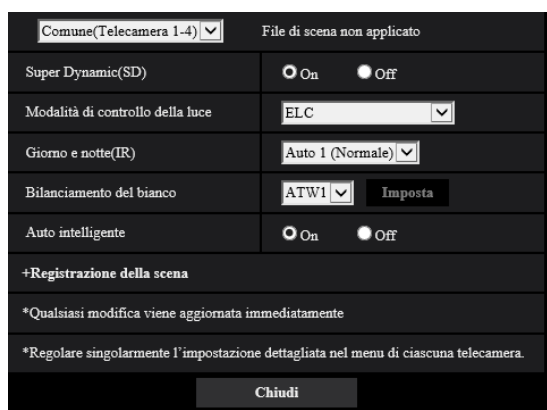 Comune(Telecamera 1-4) File di scena non applicato
Super Dynamic(SD) On Off
Modalità di controllo della luce ELC
Giorno e notte(IR) Auto 1 (Normale)
Bilanciamento del bianco ATW1 Imposta
Auto intelligente On Off
+Registrazione della scena
*Qualsiasi modifica viene aggiornata immediatamente
*Regolare singolarmente l'impostazione dettagliata nel menu di ciascuna telecamera.
Chiudi